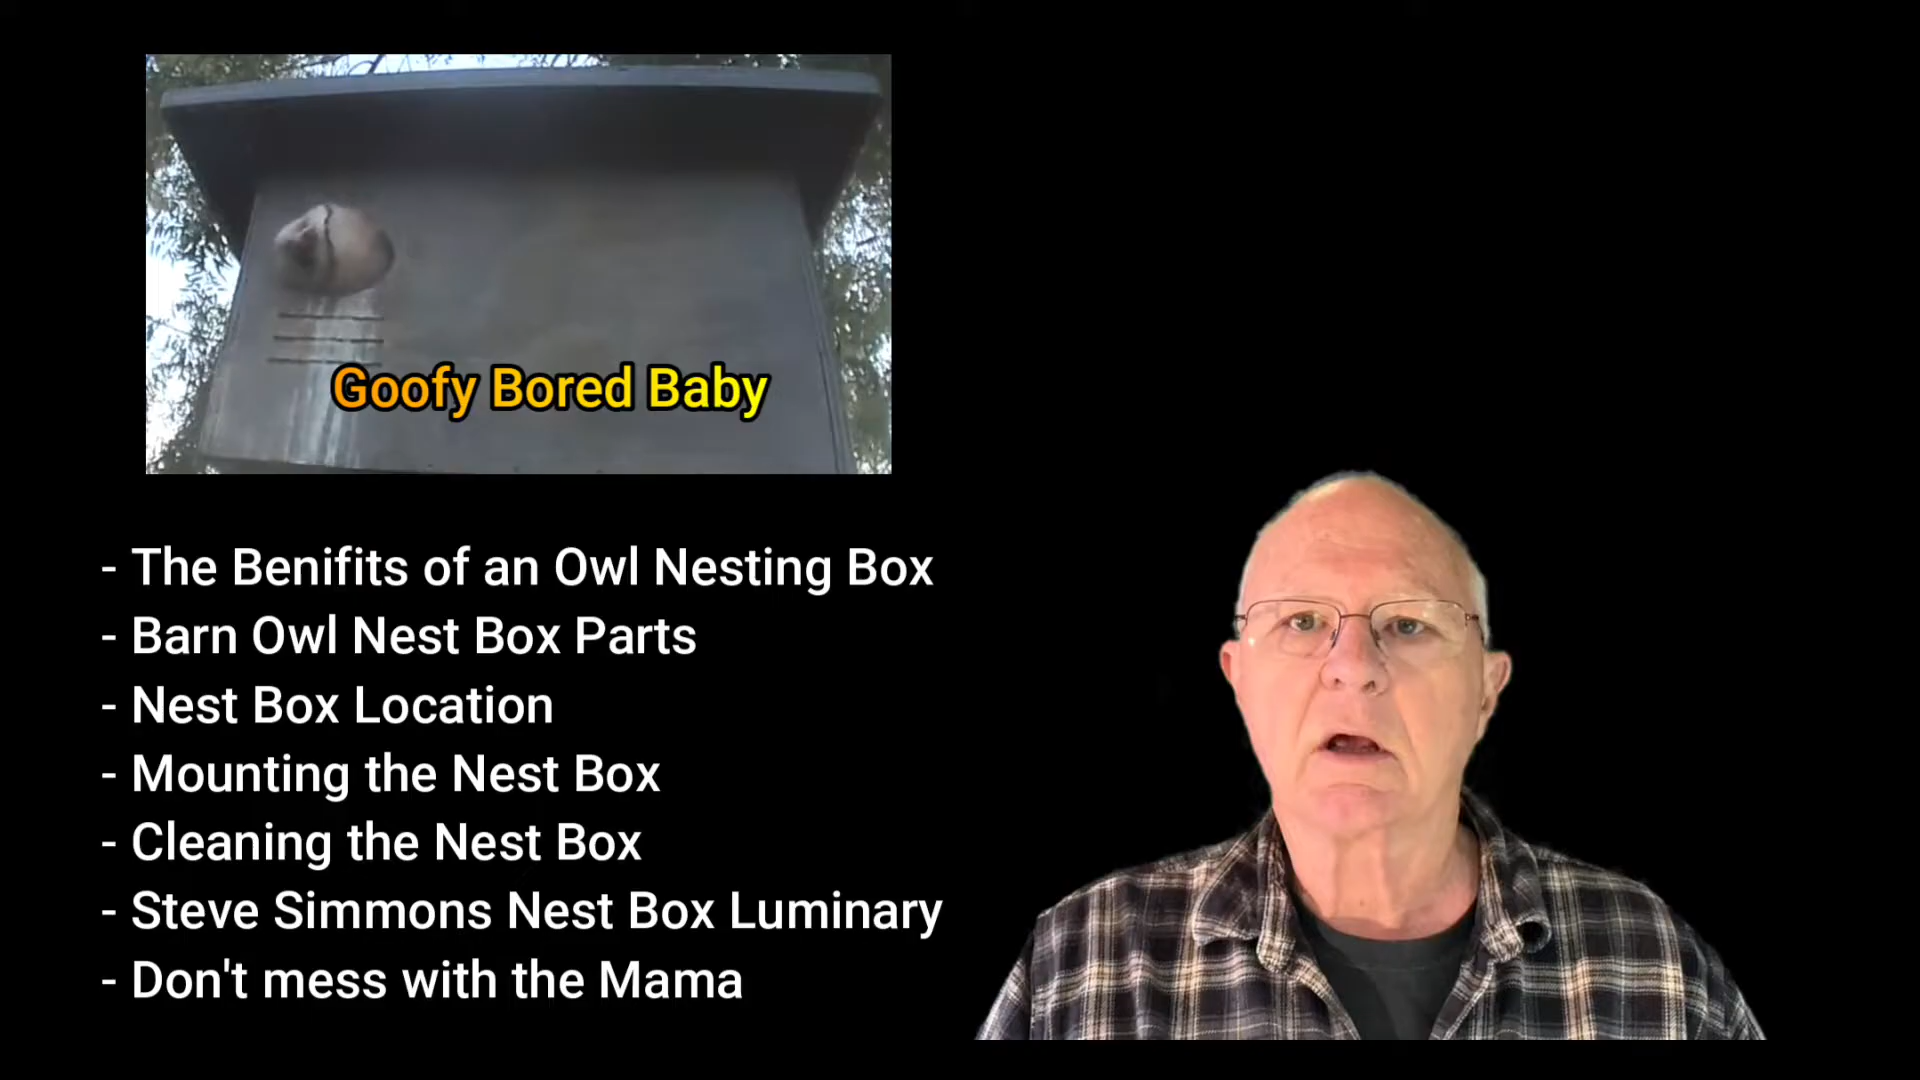 Goofy Bored Baby
- The Benifits of an Owl Nesting Box
- Barn Owl Nest Box Parts
- Nest Box Location
- Mounting the Nest Box
- Cleaning the Nest Box
- Steve Simmons Nest Box Luminary
- Don't mess with the Mama